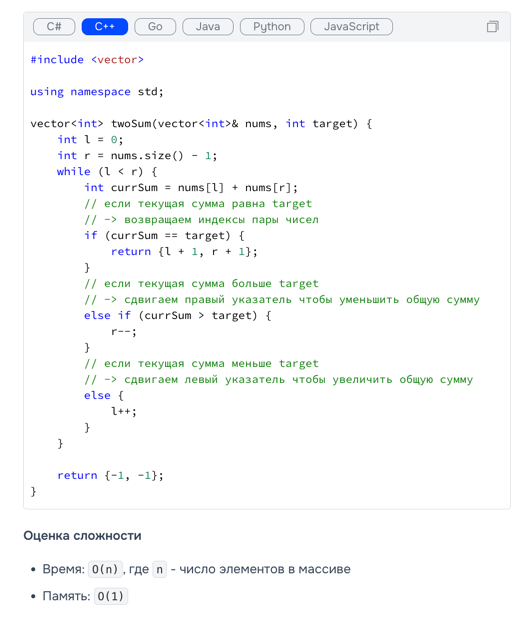 C# C++ Go Java Python JavaScript
#include <vector>

using namespace std;

vector<int> twoSum(vector<int>& nums, int target) {
    int l = 0;
    int r = nums.size() - 1;
    while (l < r) {
        int currSum = nums[l] + nums[r];
        // если текущая сумма равна target
        // -> возвращаем индексы пары чисел
        if (currSum == target) {
            return {l + 1, r + 1};
        }
        // если текущая сумма больше target
        // -> сдвигаем правый указатель чтобы уменьшить общую сумму
        else if (currSum > target) {
            r--;
        }
        // если текущая сумма меньше target
        // -> сдвигаем левый указатель чтобы увеличить общую сумму
        else {
            l++;
        }
    }

    return {-1, -1};
}
Оценка сложности
• Время: O(n), где n - число элементов в массиве
• Память: O(1)